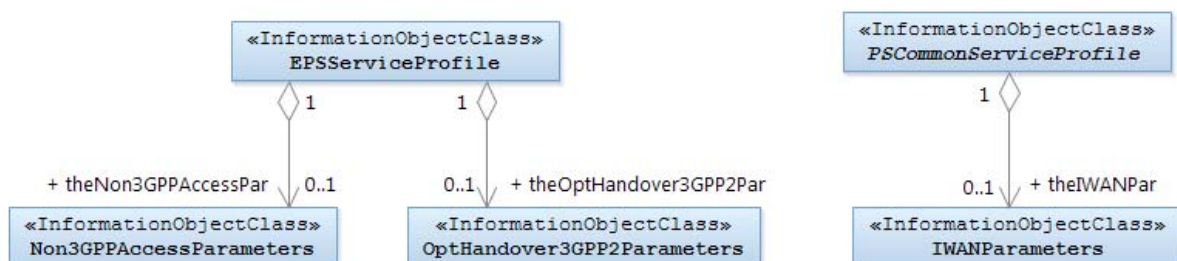 «InformationObjectClass»
EPSServiceProfile
«InformationObjectClass»
PSCommonServiceProfile
1
1
1
+ theNon3GPPAccessPar
0..1
0..1
+ theOptHandover3GPP2Par
0..1
+ theIWANPar
«InformationObjectClass»
Non3GPPAccessParameters
«InformationObjectClass»
OptHandover3GPP2Parameters
«InformationObjectClass»
IWANParameters